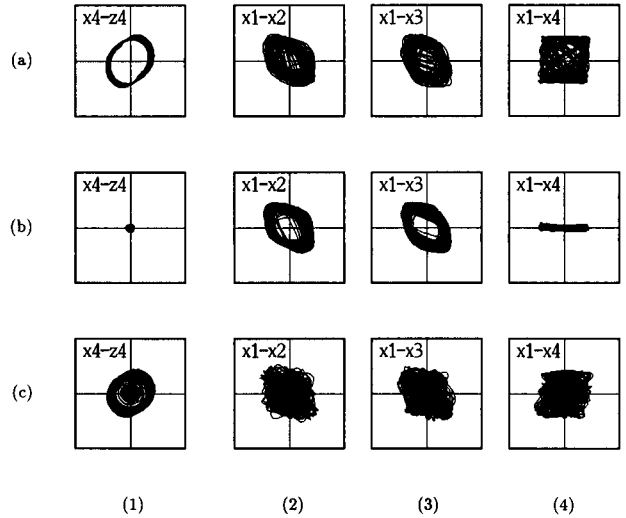 (a) x4-z4 x1-x2 x1-x3 x1-x4
(b) x4-z4 x1-x2 x1-x3 x1-x4
(c) x4-z4 x1-x2 x1-x3 x1-x4
(1) (2) (3) (4)